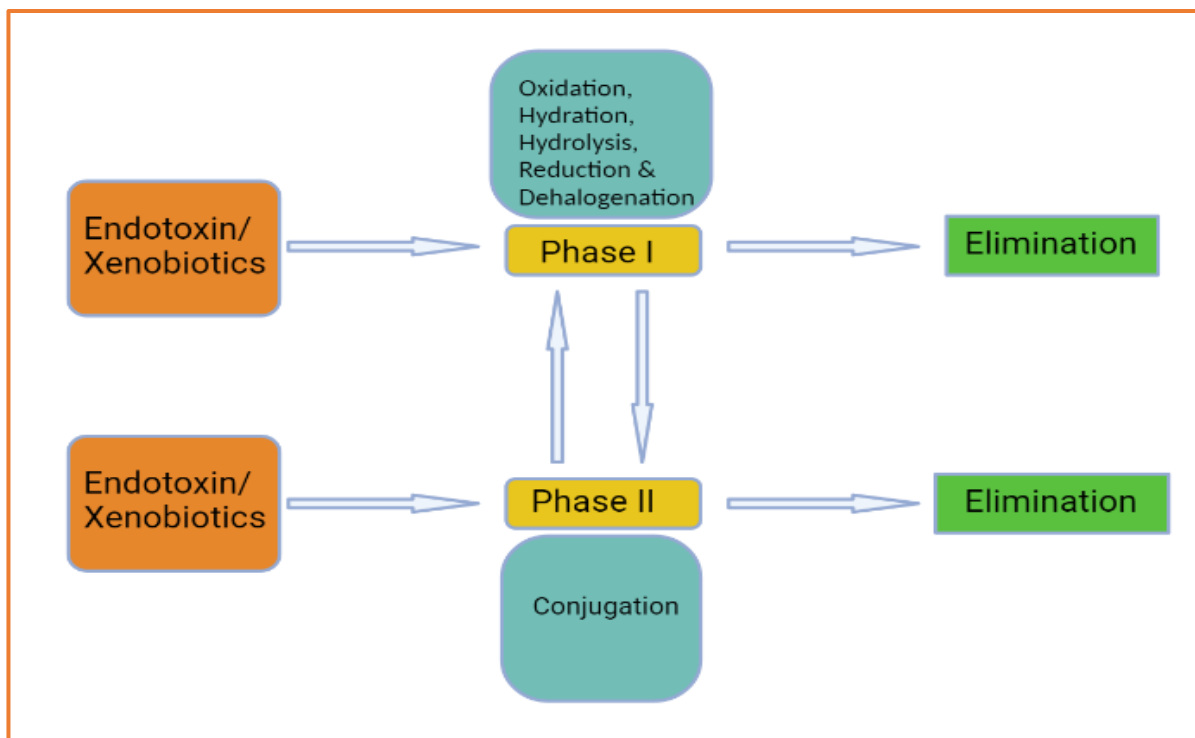 Oxidation,
Hydration,
Hydrolysis,
Reduction &
Dehalogenation
Endotoxin/
Xenobiotics
Phase I
Elimination
Endotoxin/
Xenobiotics
Phase II
Elimination
Conjugation